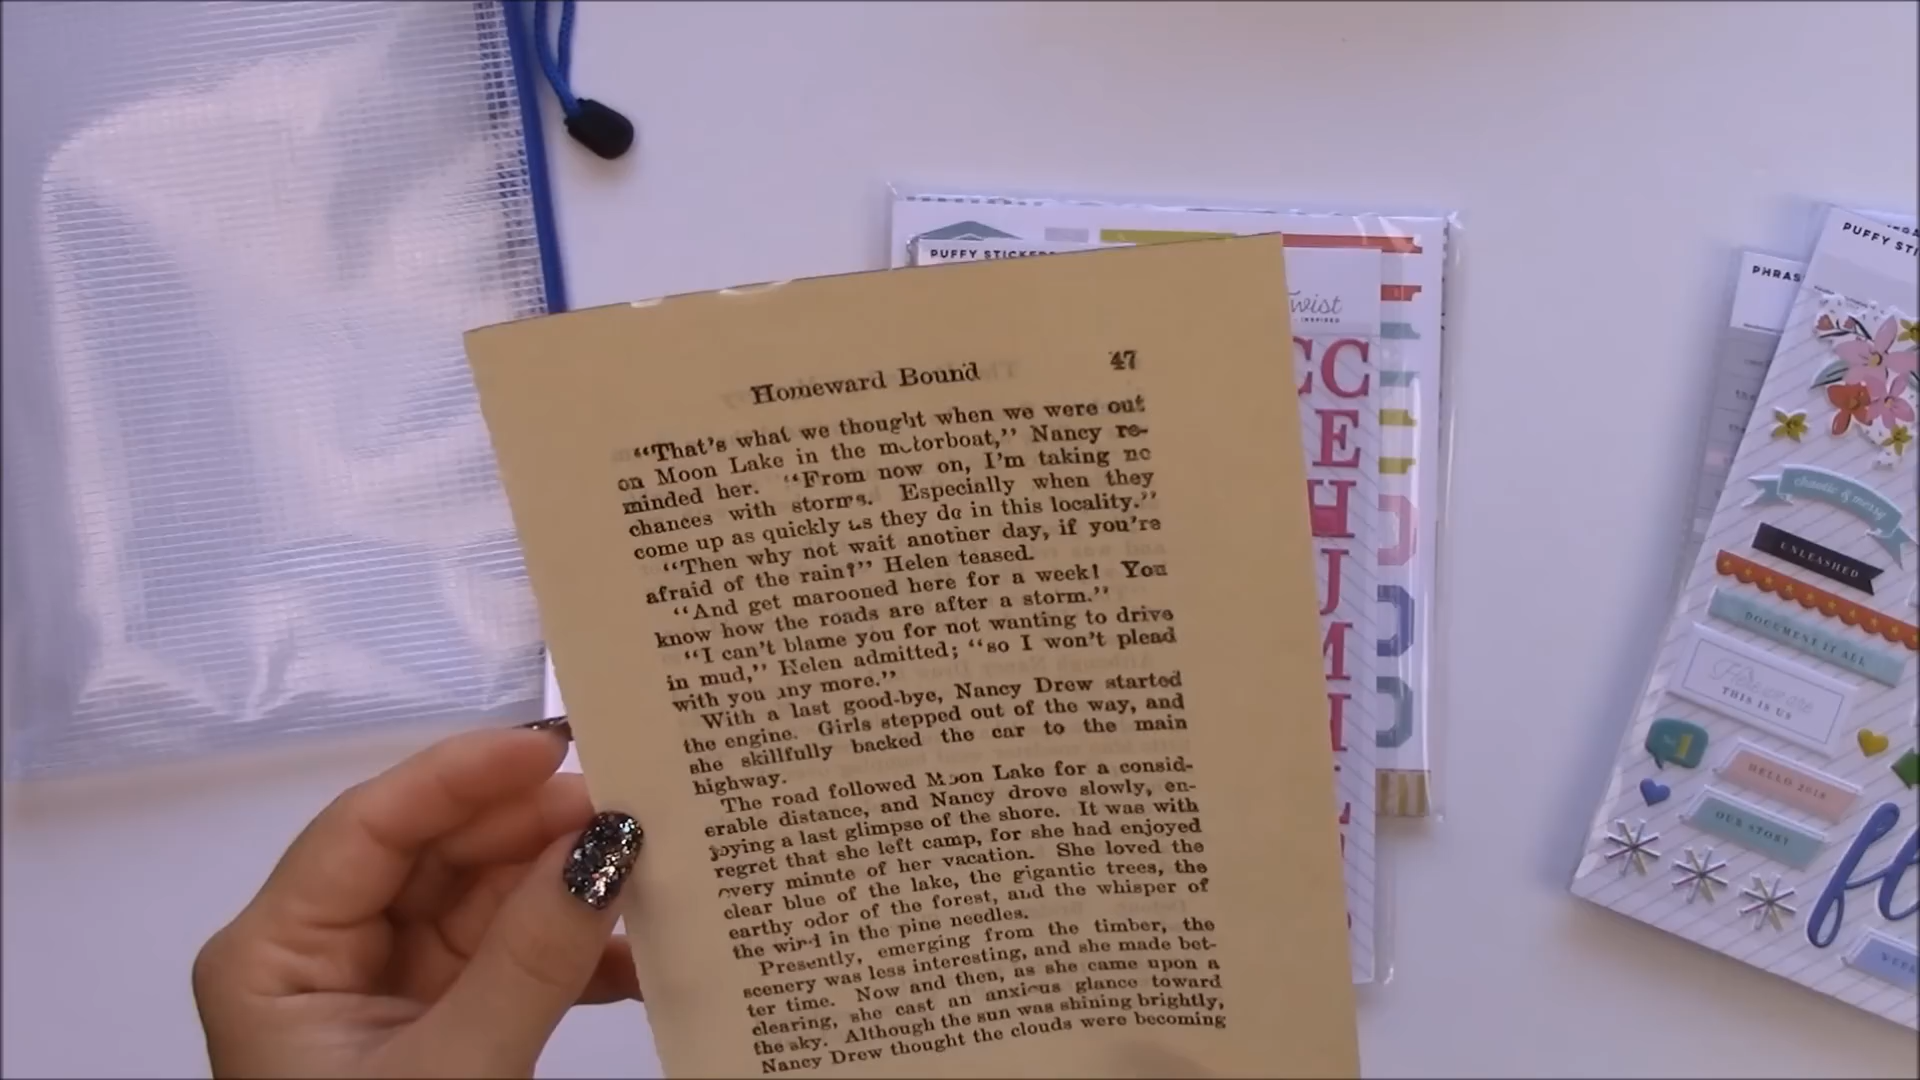 PUFFY STICKERS
Twist
INSPIRED
CC
E
H
J
M
H
PHRAS
PUFFY STI
chaotic & merry
UNLEASHED
DOCUMENT IT ALL
THIS IS US
HELLO 2018
OUR STORY
Homeward Bound 47
“That’s what we thought when we were out
on Moon Lake in the motorboat,” Nancy re-
minded her. “From now on, I’m taking no
chances with storms. Especially when they
come up as quickly as they do in this locality.”
“Then why not wait another day, if you’re
afraid of the rain?” Helen teased.
“And get marooned here for a week! You
know how the roads are after a storm.”
“I can’t blame you for not wanting to drive
in mud,” Helen admitted; “so I won’t plead
with you any more.”
With a last good-bye, Nancy Drew started
the engine. Girls stepped out of the way, and
she skillfully backed the car to the main
highway.
The road followed Moon Lake for a consid-
erable distance, and Nancy drove slowly, en-
joying a last glimpse of the shore. It was with
regret that she left camp, for she had enjoyed
every minute of her vacation. She loved the
clear blue of the lake, the gigantic trees, the
earthy odor of the forest, and the whisper of
the wind in the pine needles.
Presently, emerging from the timber, the
scenery was less interesting, and she made bet-
ter time. Now and then, as she came upon a
clearing, she cast an anxious glance toward
the sky. Although the sun was shining brightly,
Nancy Drew thought the clouds were becoming